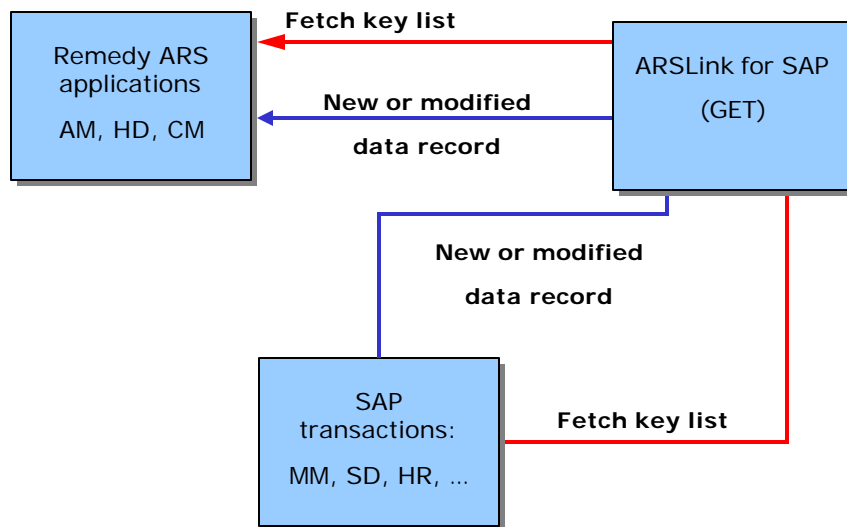 Fetch key list
Remedy ARS
applications
AM, HD, CM
New or modified
data record
ARSLink for SAP
(GET)
New or modified
data record
SAP
transactions:
MM, SD, HR, ...
Fetch key list